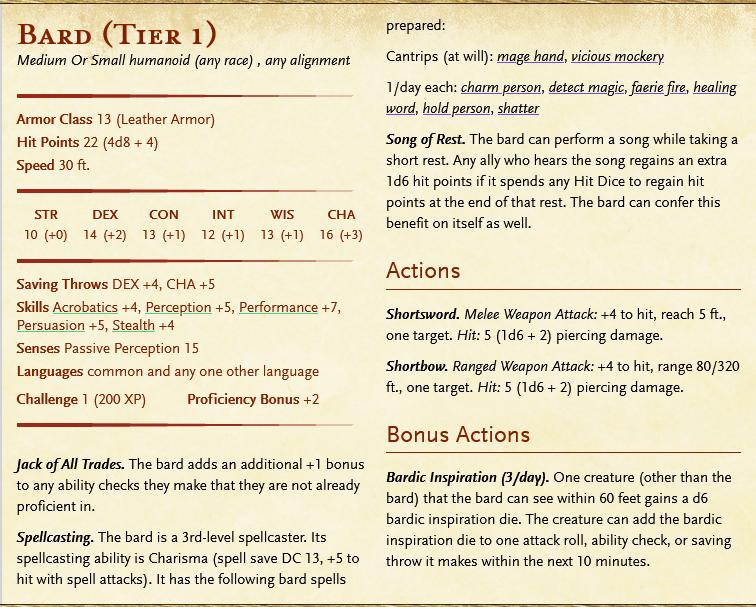 Bard (Tier 1)
Medium Or Small humanoid (any race) , any alignment
Armor Class 13 (Leather Armor)
Hit Points 22 (4d8 + 4)
Speed 30 ft.
STR DEX CON INT WIS CHA
10 (+0) 14 (+2) 13 (+1) 12 (+1) 13 (+1) 16 (+3)
Saving Throws DEX +4, CHA +5
Skills Acrobatics +4, Perception +5, Performance +7,
Persuasion +5, Stealth +4
Senses Passive Perception 15
Languages common and any one other language
Challenge 1 (200 XP) Proficiency Bonus +2
Jack of All Trades. The bard adds an additional +1 bonus
to any ability checks they make that they are not already
proficient in.
Spellcasting. The bard is a 3rd-level spellcaster. Its
spellcasting ability is Charisma (spell save DC 13, +5 to
hit with spell attacks). It has the following bard spells
prepared:
Cantrips (at will): mage hand, vicious mockery
1/day each: charm person, detect magic, faerie fire, healing
word, hold person, shatter
Song of Rest. The bard can perform a song while taking a
short rest. Any ally who hears the song regains an extra
1d6 hit points if it spends any Hit Dice to regain hit
points at the end of that rest. The bard can confer this
benefit on itself as well.
Actions
Shortsword. Melee Weapon Attack: +4 to hit, reach 5 ft.,
one target. Hit: 5 (1d6 + 2) piercing damage.
Shortbow. Ranged Weapon Attack: +4 to hit, range 80/320
ft., one target. Hit: 5 (1d6 + 2) piercing damage.
Bonus Actions
Bardic Inspiration (3/day). One creature (other than the
bard) that the bard can see within 60 feet gains a d6
bardic inspiration die. The creature can add the bardic
inspiration die to one attack roll, ability check, or saving
throw it makes within the next 10 minutes.